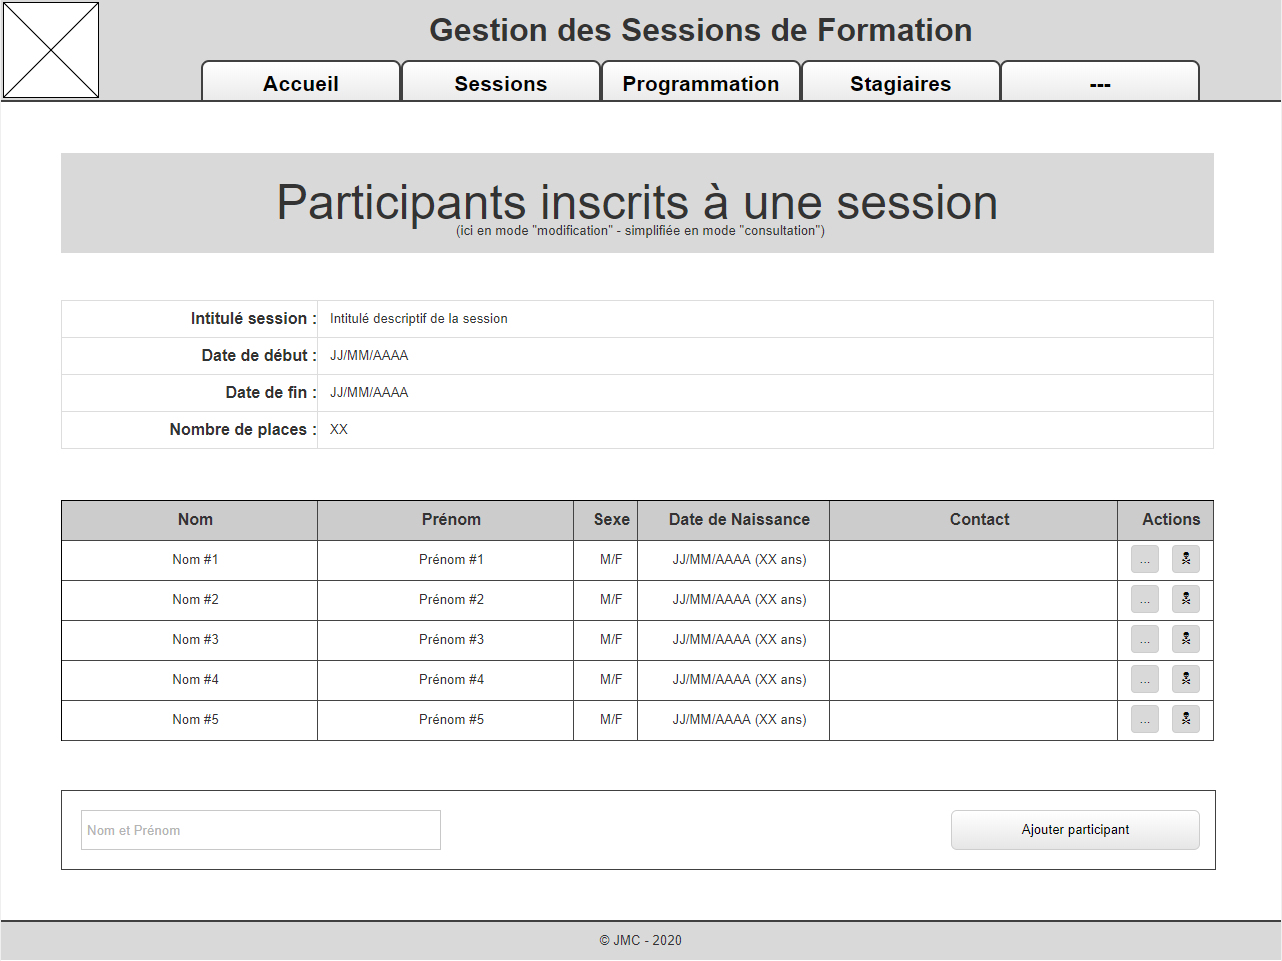 Gestion des Sessions de Formation
Accueil Sessions Programmation Stagiaires ---
Participants inscrits à une session
(ici en mode "modification" - simplifiée en mode "consultation")
Intitulé session : Intitulé descriptif de la session
Date de début : JJ/MM/AAAA
Date de fin : JJ/MM/AAAA
Nombre de places : XX
Nom Prénom Sexe Date de Naissance Contact Actions
Nom #1 Prénom #1 M/F JJ/MM/AAAA (XX ans) ... ☠
Nom #2 Prénom #2 M/F JJ/MM/AAAA (XX ans) ... ☠
Nom #3 Prénom #3 M/F JJ/MM/AAAA (XX ans) ... ☠
Nom #4 Prénom #4 M/F JJ/MM/AAAA (XX ans) ... ☠
Nom #5 Prénom #5 M/F JJ/MM/AAAA (XX ans) ... ☠
Nom et Prénom Ajouter participant
© JMC - 2020